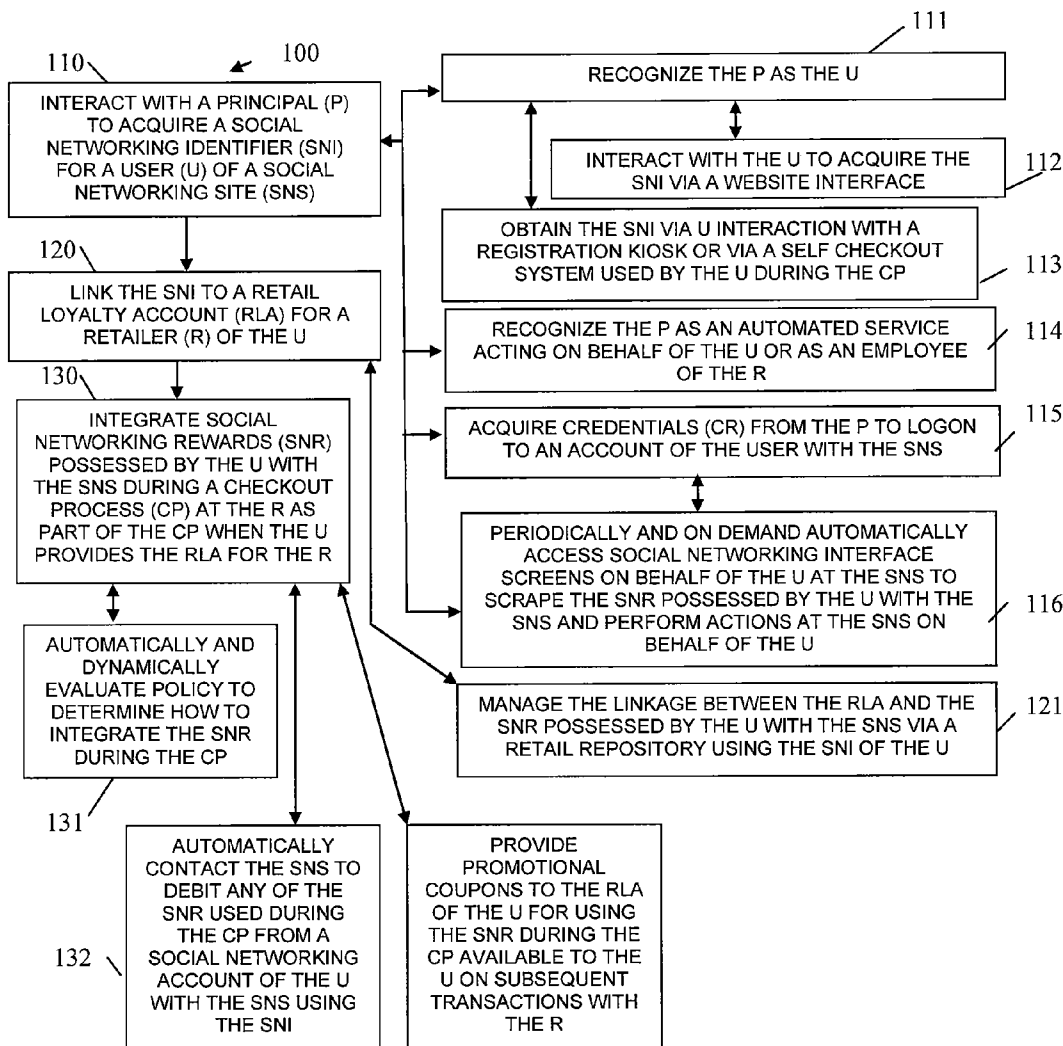 100
110
INTERACT WITH A PRINCIPAL (P)
TO ACQUIRE A SOCIAL
NETWORKING IDENTIFIER (SNI)
FOR A USER (U) OF A SOCIAL
NETWORKING SITE (SNS)
120
LINK THE SNI TO A RETAIL
LOYALTY ACCOUNT (RLA) FOR A
RETAILER (R) OF THE U
130
INTEGRATE SOCIAL
NETWORKING REWARDS (SNR)
POSSESSED BY THE U WITH
THE SNS DURING A CHECKOUT
PROCESS (CP) AT THE R AS
PART OF THE CP WHEN THE U
PROVIDES THE RLA FOR THE R
AUTOMATICALLY AND
DYNAMICALLY
EVALUATE POLICY TO
DETERMINE HOW TO
INTEGRATE THE SNR
DURING THE CP
131
AUTOMATICALLY
CONTACT THE SNS TO
DEBIT ANY OF THE
SNR USED DURING
THE CP FROM A
SOCIAL NETWORKING
ACCOUNT OF THE U
WITH THE SNS USING
THE SNI
132
PROVIDE
PROMOTIONAL
COUPONS TO THE RLA
OF THE U FOR USING
THE SNR DURING THE
CP AVAILABLE TO THE
U ON SUBSEQUENT
TRANSACTIONS WITH
THE R
111
RECOGNIZE THE P AS THE U
INTERACT WITH THE U TO ACQUIRE THE
SNI VIA A WEBSITE INTERFACE
112
OBTAIN THE SNI VIA U INTERACTION WITH A
REGISTRATION KIOSK OR VIA A SELF CHECKOUT
SYSTEM USED BY THE U DURING THE CP
113
RECOGNIZE THE P AS AN AUTOMATED SERVICE
ACTING ON BEHALF OF THE U OR AS AN EMPLOYEE
OF THE R
114
ACQUIRE CREDENTIALS (CR) FROM THE P TO LOGON
TO AN ACCOUNT OF THE USER WITH THE SNS
115
PERIODICALLY AND ON DEMAND AUTOMATICALLY
ACCESS SOCIAL NETWORKING INTERFACE
SCREENS ON BEHALF OF THE U AT THE SNS TO
SCRAPE THE SNR POSSESSED BY THE U WITH THE
SNS AND PERFORM ACTIONS AT THE SNS ON
BEHALF OF THE U
116
MANAGE THE LINKAGE BETWEEN THE RLA AND THE
SNR POSSESSED BY THE U WITH THE SNS VIA A
RETAIL REPOSITORY USING THE SNI OF THE U
121